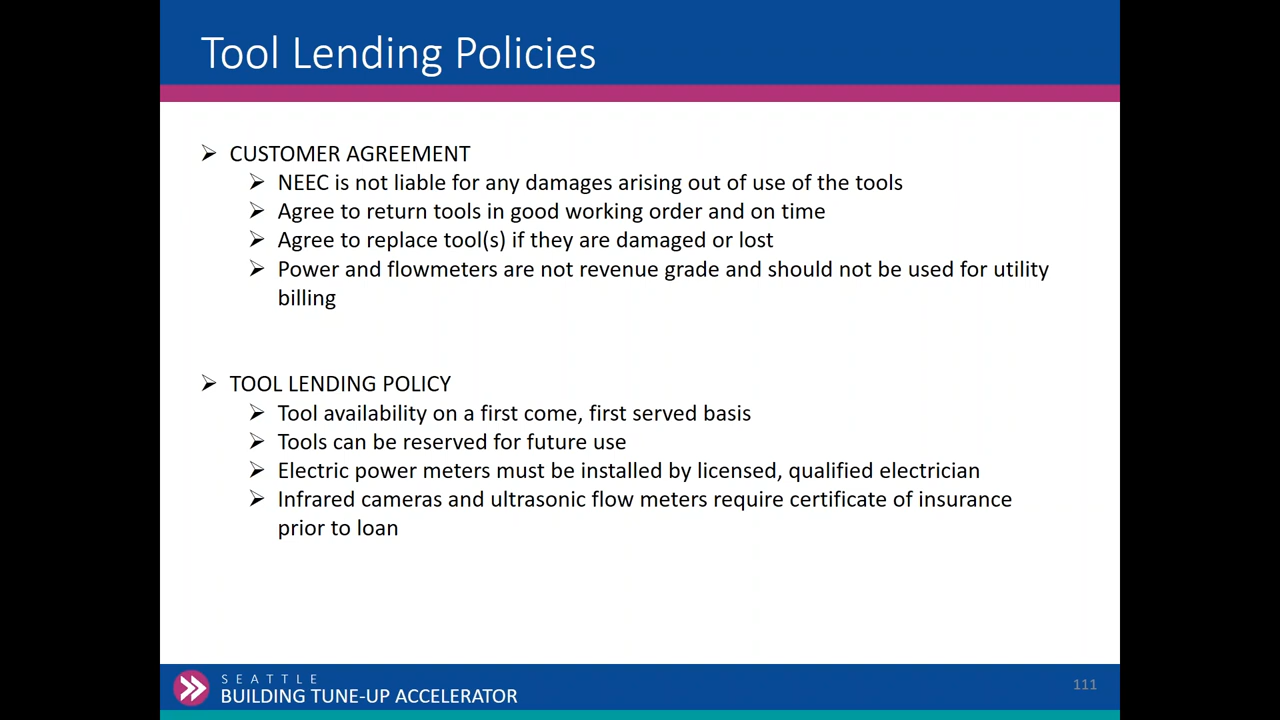 Tool Lending Policies
CUSTOMER AGREEMENT
NEEC is not liable for any damages arising out of use of the tools
Agree to return tools in good working order and on time
Agree to replace tool(s) if they are damaged or lost
Power and flowmeters are not revenue grade and should not be used for utility
billing
TOOL LENDING POLICY
Tool availability on a first come, first served basis
Tools can be reserved for future use
Electric power meters must be installed by licensed, qualified electrician
Infrared cameras and ultrasonic flow meters require certificate of insurance
prior to loan
SEATTLE
BUILDING TUNE-UP ACCELERATOR
111